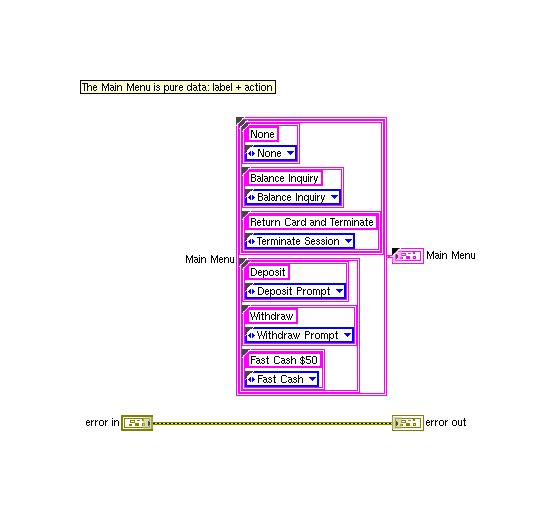 The Main Menu is pure data: label + action
None
None
Balance Inquiry
Balance Inquiry
Return Card and Terminate
Terminate Session
Main Menu
Main Menu
Deposit
Deposit Prompt
Withdraw
Withdraw Prompt
Fast Cash $50
Fast Cash
error in
error out